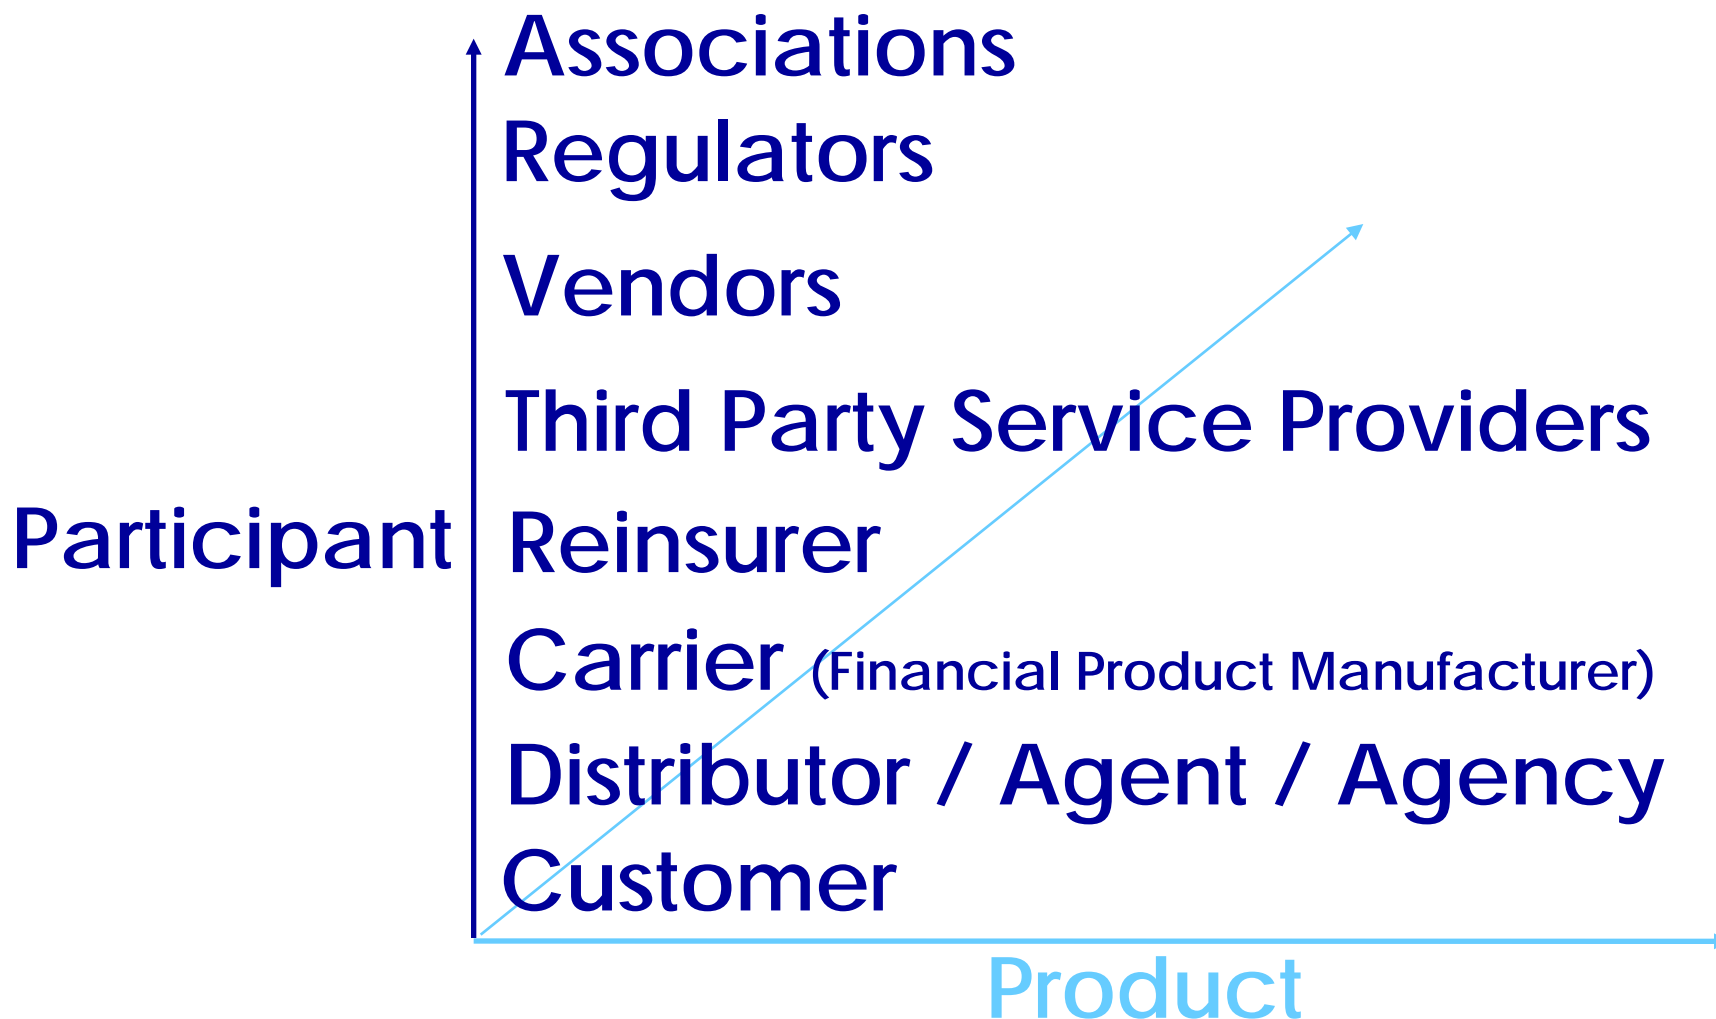 Associations
Regulators
Vendors
Third Party Service Providers
Participant
Reinsurer
Carrier (Financial Product Manufacturer)
Distributor / Agent / Agency
Customer
Product